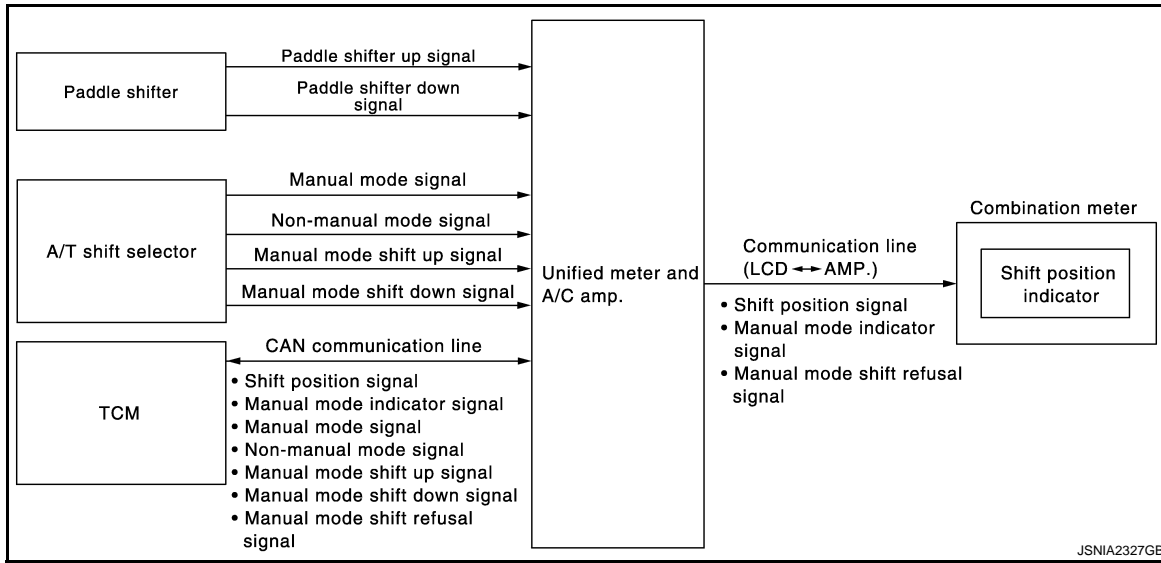 Paddle shifter
Paddle shifter up signal
Paddle shifter down
signal
A/T shift selector
Manual mode signal
Non-manual mode signal
Manual mode shift up signal
Manual mode shift down signal
TCM
CAN communication line
• Shift position signal
• Manual mode indicator signal
• Manual mode signal
• Non-manual mode signal
• Manual mode shift up signal
• Manual mode shift down signal
• Manual mode shift refusal
signal
Unified meter and
A/C amp.
Communication line
(LCD ↔ AMP.)
• Shift position signal
• Manual mode indicator
signal
• Manual mode shift refusal
signal
Combination meter
Shift position
indicator
JSNIA2327GB